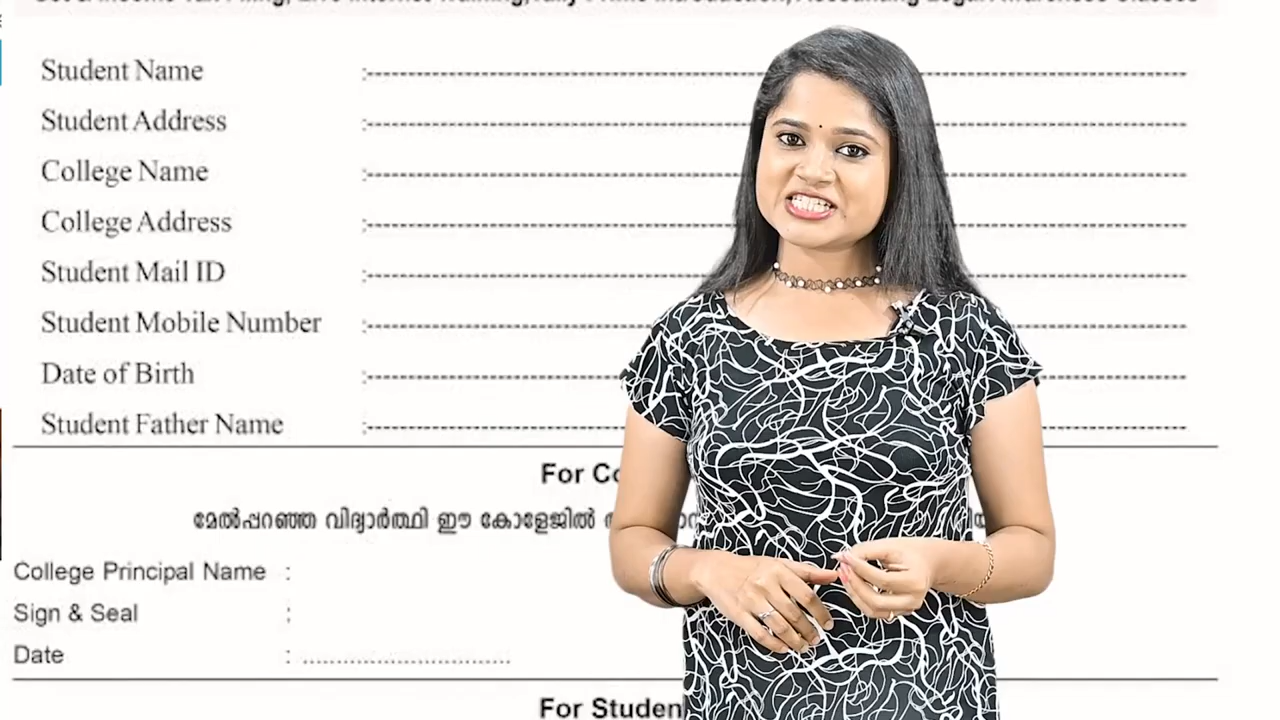 Student Name :
Student Address :
College Name :
College Address :
Student Mail ID :
Student Mobile Number :
Date of Birth :
Student Father Name :
For
മേൽപ്പറഞ്ഞ വിദ്യാർത്ഥി ഈ കോളേജിൽ
College Principal Name :
Sign & Seal :
Date : ..............................
For Studen